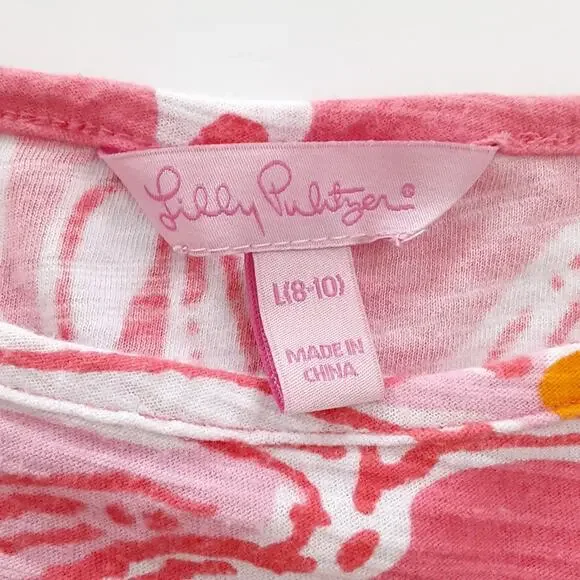 Lilly Pulitzer®
L(8-10)
MADE IN
CHINA